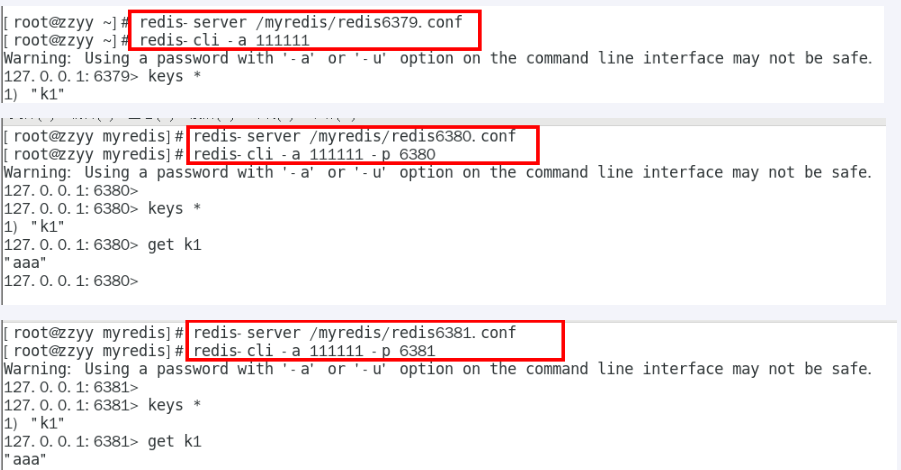 [root@zzyy ~]# redis-server /myredis/redis6379.conf
[root@zzyy ~]# redis-cli -a 111111
Warning: Using a password with '-a' or '-u' option on the command line interface may not be safe.
127.0.0.1:6379> keys *
1) "k1"
[root@zzyy myredis]# redis-server /myredis/redis6380.conf
[root@zzyy myredis]# redis-cli -a 111111 -p 6380
Warning: Using a password with '-a' or '-u' option on the command line interface may not be safe.
127.0.0.1:6380>
127.0.0.1:6380> keys *
1) "k1"
127.0.0.1:6380> get k1
"aaa"
127.0.0.1:6380>
[root@zzyy myredis]# redis-server /myredis/redis6381.conf
[root@zzyy myredis]# redis-cli -a 111111 -p 6381
Warning: Using a password with '-a' or '-u' option on the command line interface may not be safe.
127.0.0.1:6381>
127.0.0.1:6381> keys *
1) "k1"
127.0.0.1:6381> get k1
"aaa"